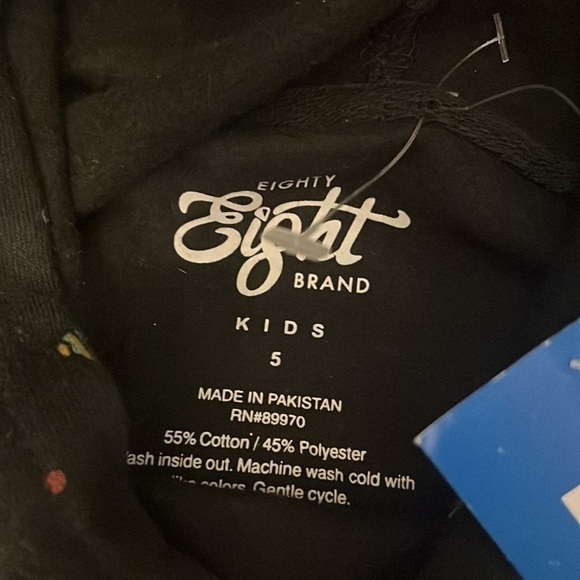 EIGHTY
Eight
BRAND
KIDS
5
MADE IN PAKISTAN
RN#89970
55% Cotton / 45% Polyester
inside out. Machine wash cold with
like colors. Gentle cycle.